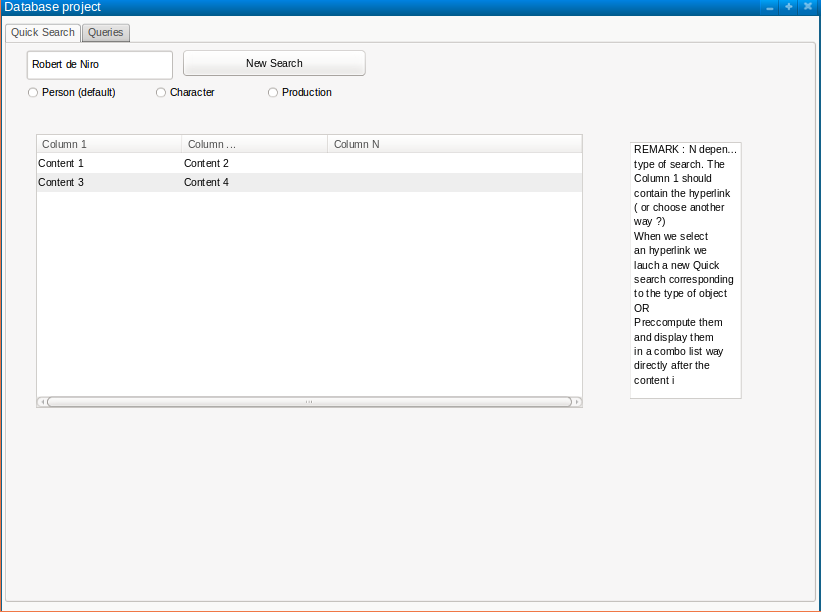 Database project
Quick Search Queries
Robert de Niro New Search
Person (default) Character Production
Column 1 Column ... Column N
Content 1 Content 2
Content 3 Content 4
REMARK : N depen...
type of search. The
Column 1 should
contain the hyperlink
( or choose another
way ?)
When we select
an hyperlink we
lauch a new Quick
search corresponding
to the type of object
OR
Preccompute them
and display them
in a combo list way
directly after the
content i